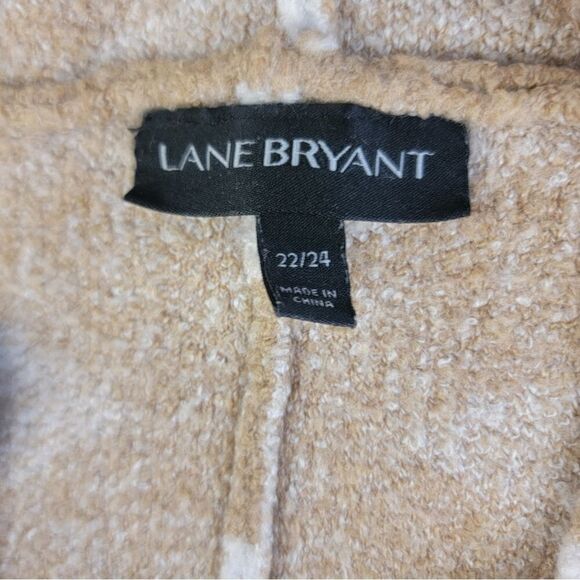 LANE BRYANT
22/24
MADE IN
CHINA